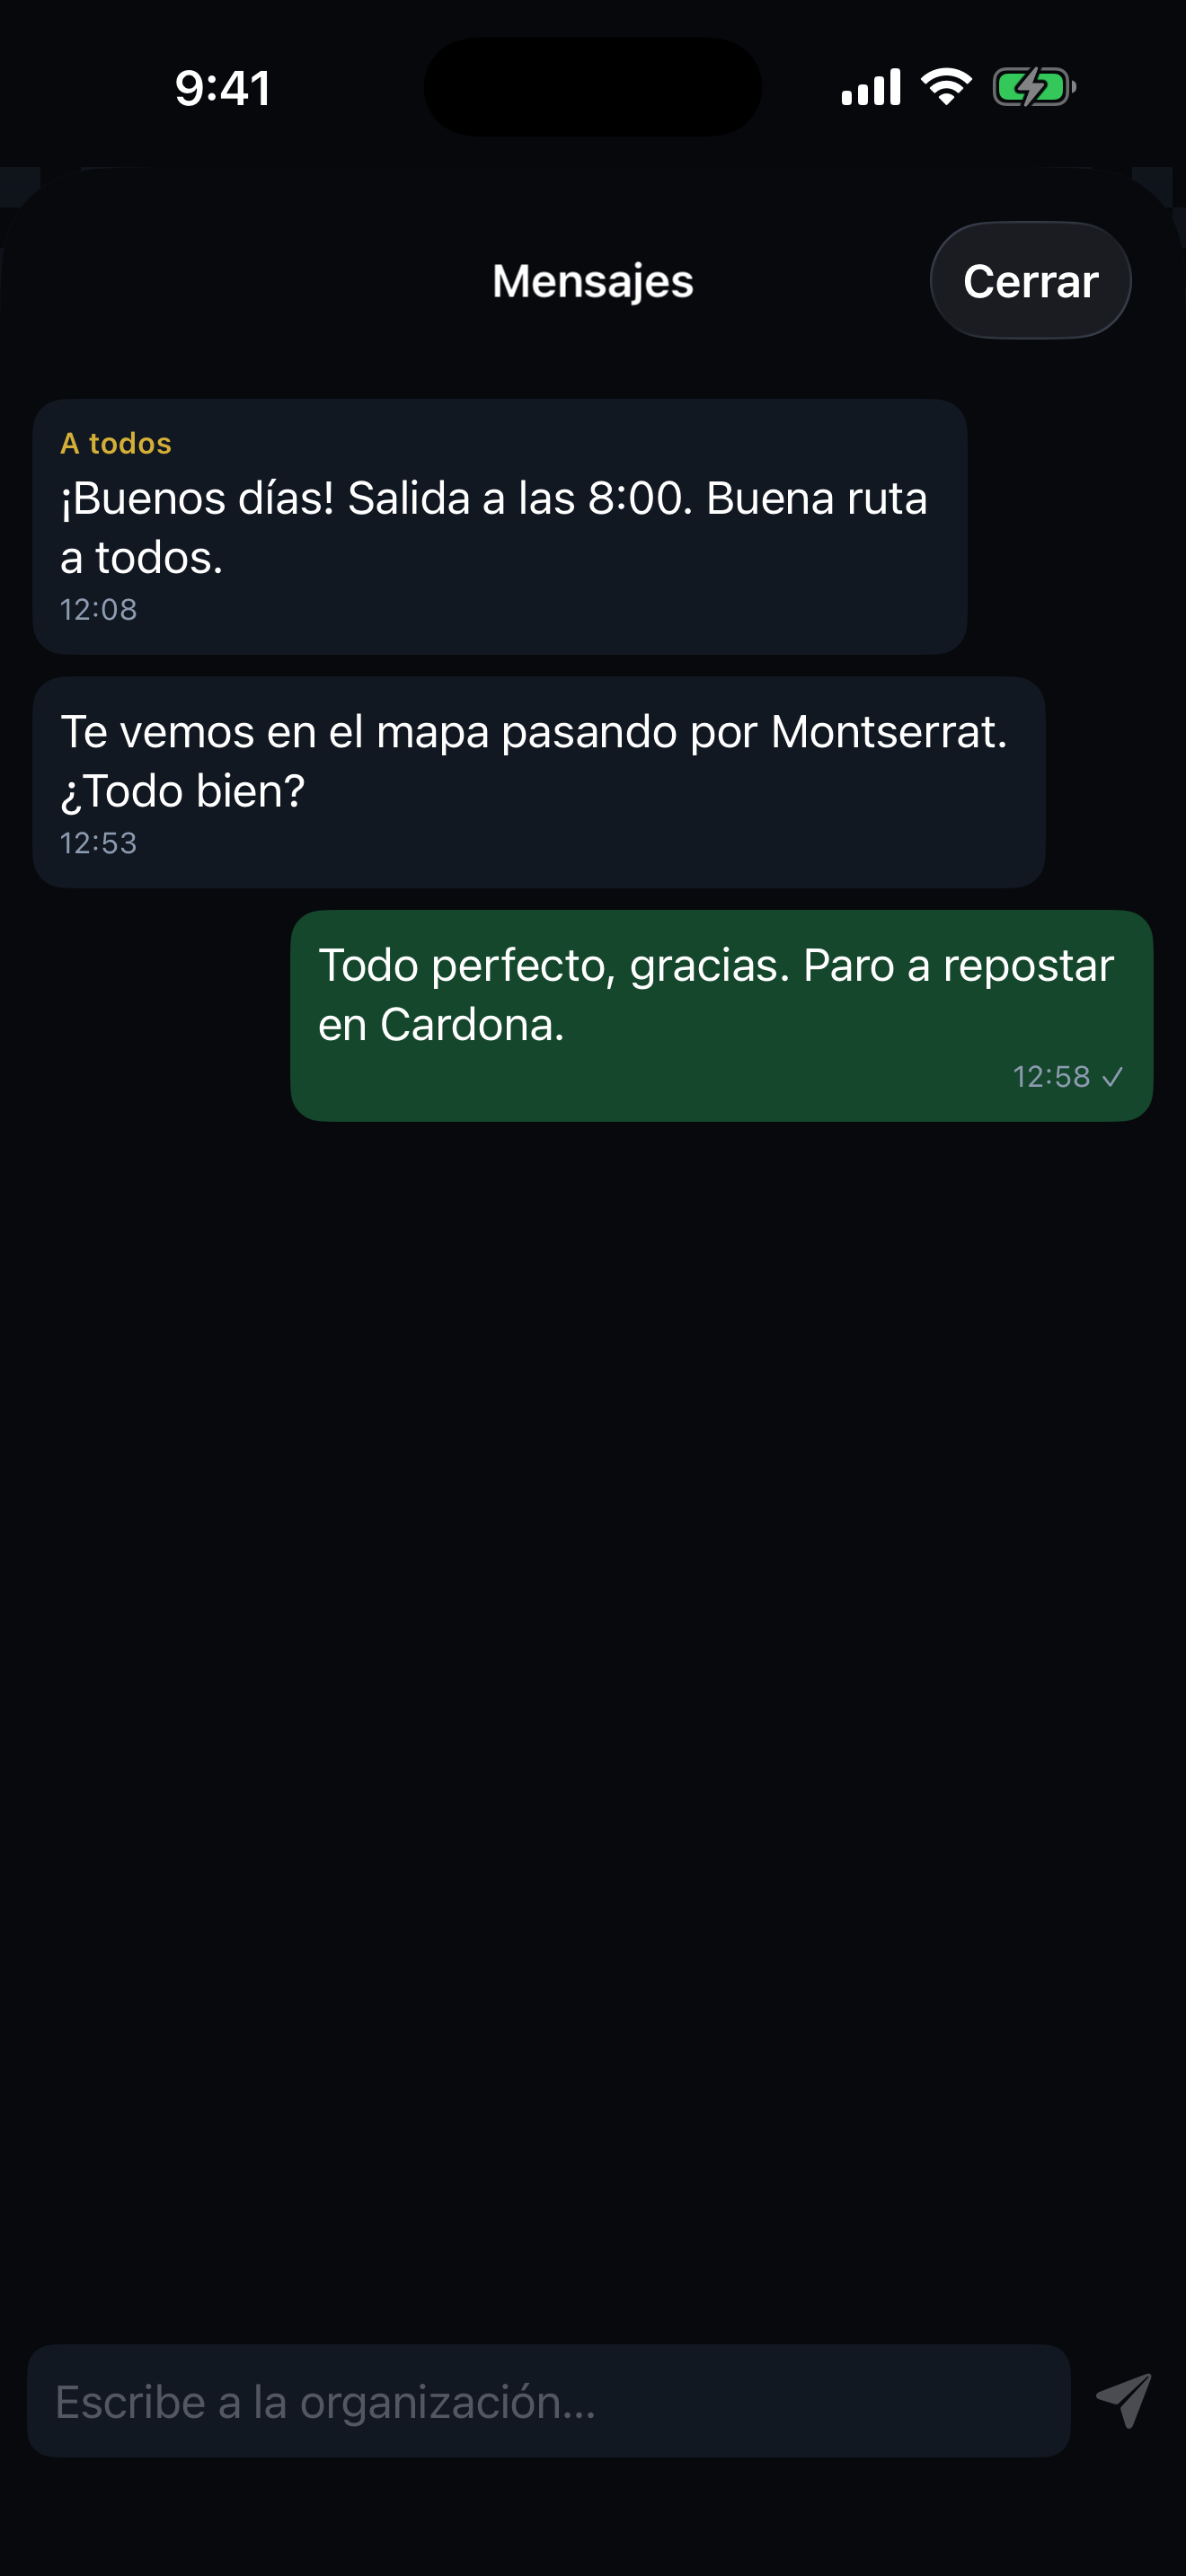 9:41
Mensajes
Cerrar
A todos
¡Buenos días! Salida a las 8:00. Buena ruta
a todos.
12:08
Te vemos en el mapa pasando por Montserrat.
¿Todo bien?
12:53
Todo perfecto, gracias. Paro a repostar
en Cardona.
12:58 ✓
Escribe a la organización...